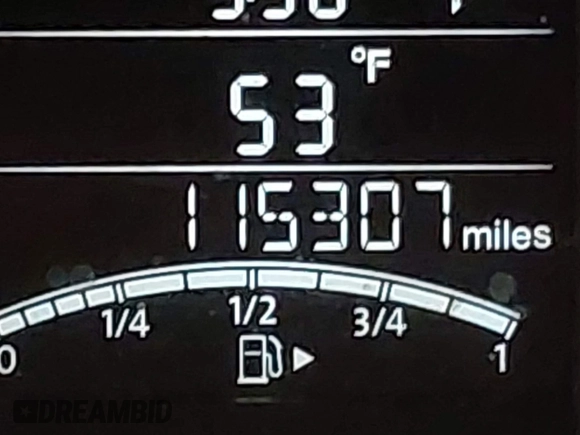 °F
53
115307 miles
0 1/4 1/2 3/4 1
DREAMBID